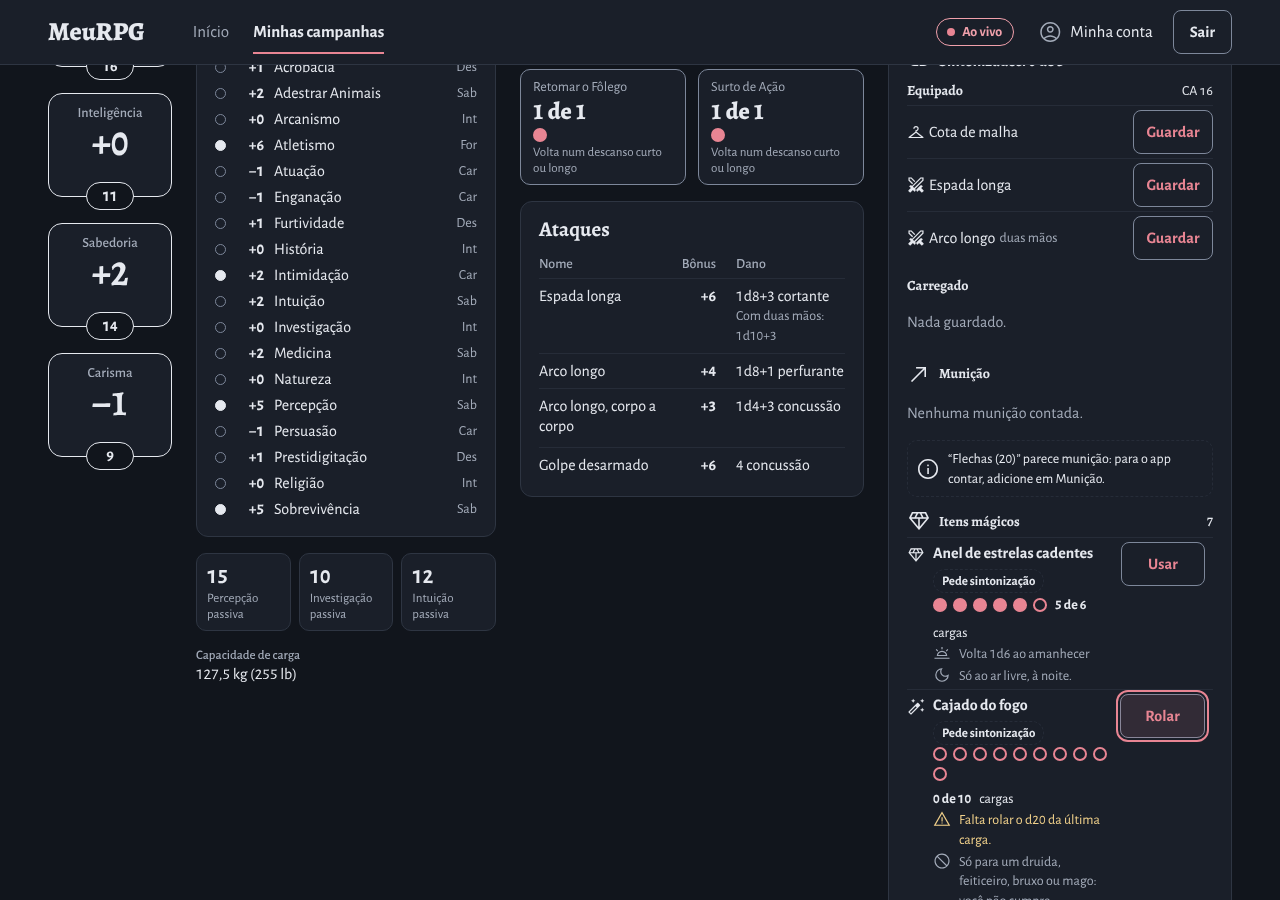 MeuRPG
Início
Minhas campanhas
Ao vivo
Minha conta
Sair
16
Inteligência
+0
11
Sabedoria
+2
14
Carisma
−1
9
+1 Acrobacia Des
+2 Adestrar Animais Sab
+0 Arcanismo Int
+6 Atletismo For
−1 Atuação Car
−1 Enganação Car
+1 Furtividade Des
+0 História Int
+2 Intimidação Car
+2 Intuição Sab
+0 Investigação Int
+2 Medicina Sab
+0 Natureza Int
+5 Percepção Sab
−1 Persuasão Car
+1 Prestidigitação Des
+0 Religião Int
+5 Sobrevivência Sab
15
Percepção
passiva
10
Investigação
passiva
12
Intuição
passiva
Capacidade de carga
127,5 kg (255 lb)
Retomar o Fôlego
1 de 1
Volta num descanso curto
ou longo
Surto de Ação
1 de 1
Volta num descanso curto
ou longo
Ataques
Nome Bônus Dano
Espada longa +6 1d8+3 cortante
Com duas mãos:
1d10+3
Arco longo +4 1d8+1 perfurante
Arco longo, corpo a
corpo
+3 1d4+3 concussão
Golpe desarmado +6 4 concussão
Equipado CA 16
Cota de malha Guardar
Espada longa Guardar
Arco longo duas mãos Guardar
Carregado
Nada guardado.
Munição
Nenhuma munição contada.
“Flechas (20)” parece munição: para o app
contar, adicione em Munição.
Itens mágicos 7
Anel de estrelas cadentes
Usar
Pede sintonização
5 de 6
cargas
Volta 1d6 ao amanhecer
Só ao ar livre, à noite.
Cajado do fogo
Rolar
Pede sintonização
0 de 10 cargas
Falta rolar o d20 da última
carga.
Só para um druida,
feiticeiro, bruxo ou mago: